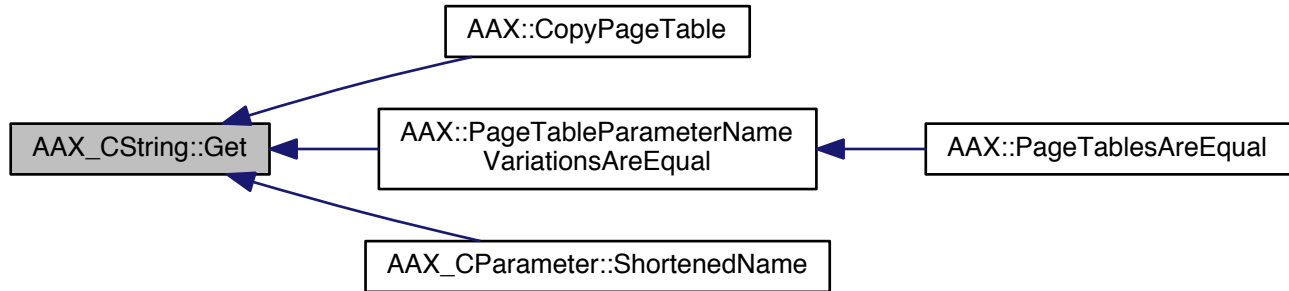 AAX::CopyPageTable
AAX_CString::Get
AAX::PageTableParameterName
VariationsAreEqual
AAX::PageTablesAreEqual
AAX_CParameter::ShortenedName